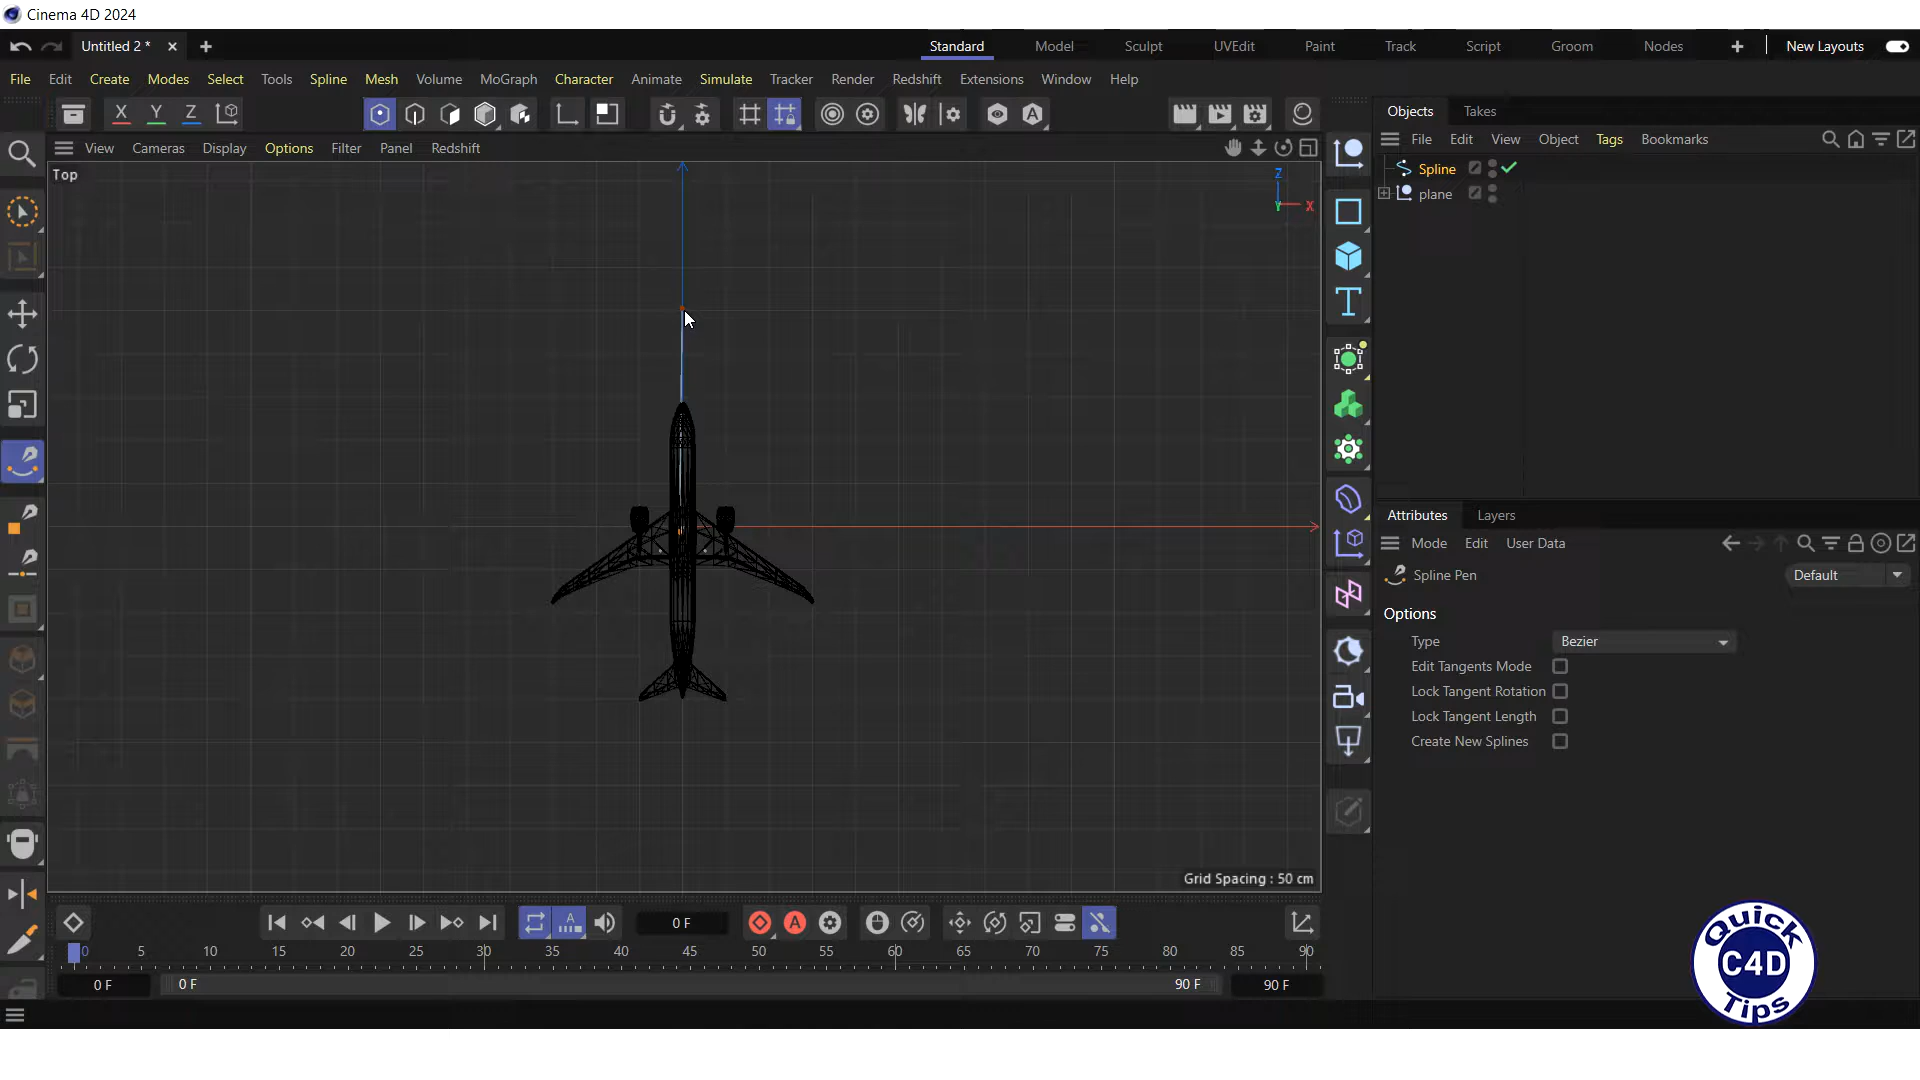 Cinema 4D 2024
Untitled 2 *
Standard Model Sculpt UVEdit Paint Track Script Groom Nodes New Layouts
File Edit Create Modes Select Tools Spline Mesh Volume MoGraph Character Animate Simulate Tracker Render Redshift Extensions Window Help
X Y Z
Objects Takes
File Edit View Object Tags Bookmarks
View Cameras Display Options Filter Panel Redshift
Top
Z
Y X
Spline
plane
Attributes Layers
Mode Edit User Data
Spline Pen Default
Options
Type Bezier
Edit Tangents Mode
Lock Tangent Rotation
Lock Tangent Length
Create New Splines
Grid Spacing : 50 cm
0 F
0 5 10 15 20 25 30 35 40 45 50 55 60 65 70 75 80 85 90
0 F 0 F 90 F 90 F
Quick
C4D
Tips